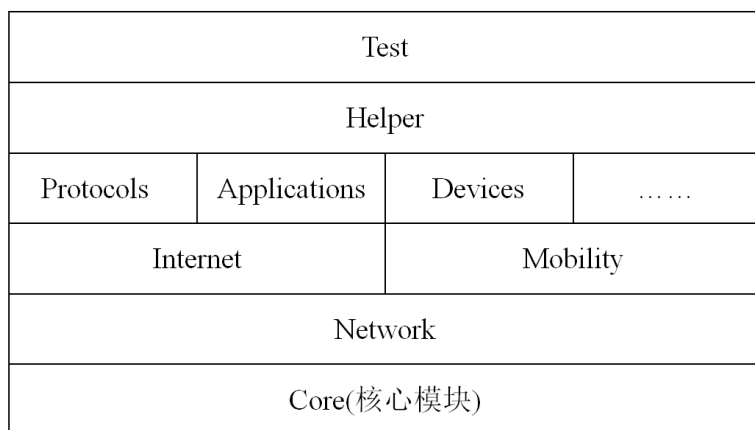 Test
Helper
Protocols Applications Devices ……
Internet Mobility
Network
Core(核心模块)